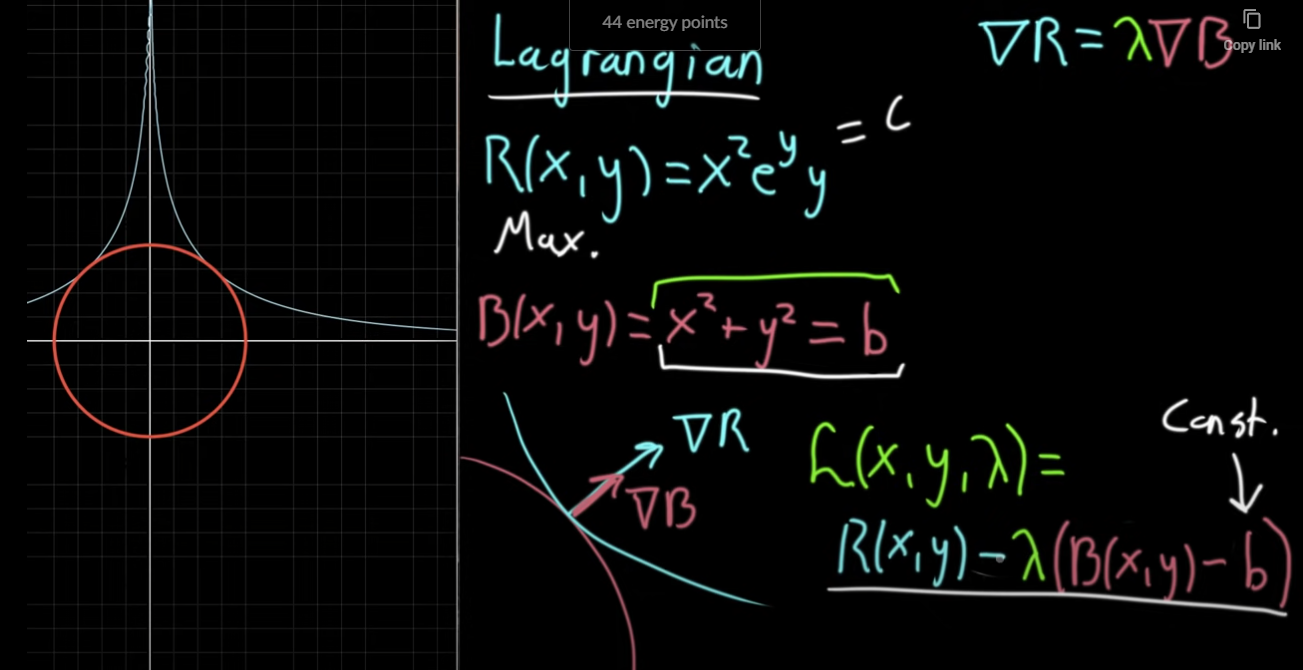 44 energy points
Copy link
Lagrangian
∇R = λ∇B
R(x, y) = x²eʸy = c
Max.
B(x, y) = x² + y² = b
∇R
∇B
Const.
ℒ(x, y, λ) =
R(x, y) − λ(B(x, y) − b)